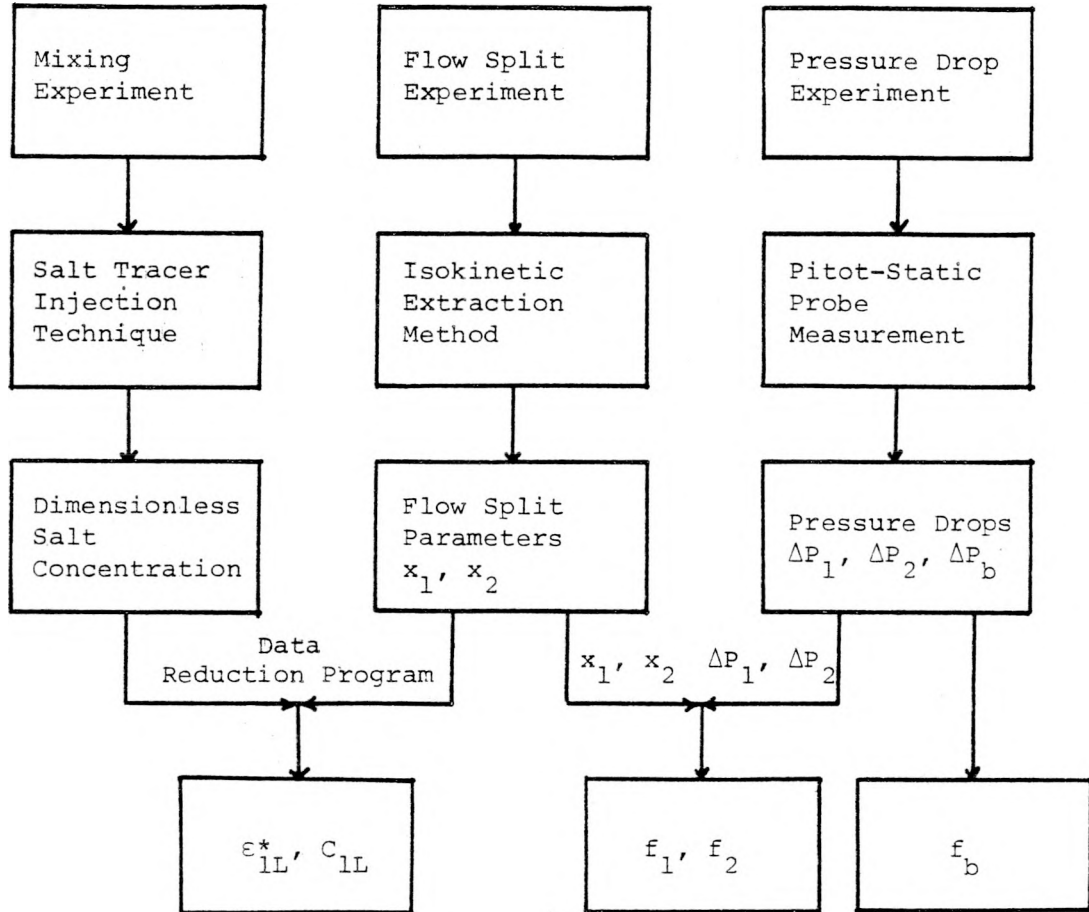 Mixing
Experiment
Flow Split
Experiment
Pressure Drop
Experiment
Salt Tracer
Injection
Technique
Isokinetic
Extraction
Method
Pitot-Static
Probe
Measurement
Dimensionless
Salt
Concentration
Flow Split
Parameters
x₁, x₂
Pressure Drops
ΔP₁, ΔP₂, ΔP_b
Data
Reduction Program
x₁, x₂ ΔP₁, ΔP₂
ε*₁L, C₁L
f₁, f₂
f_b